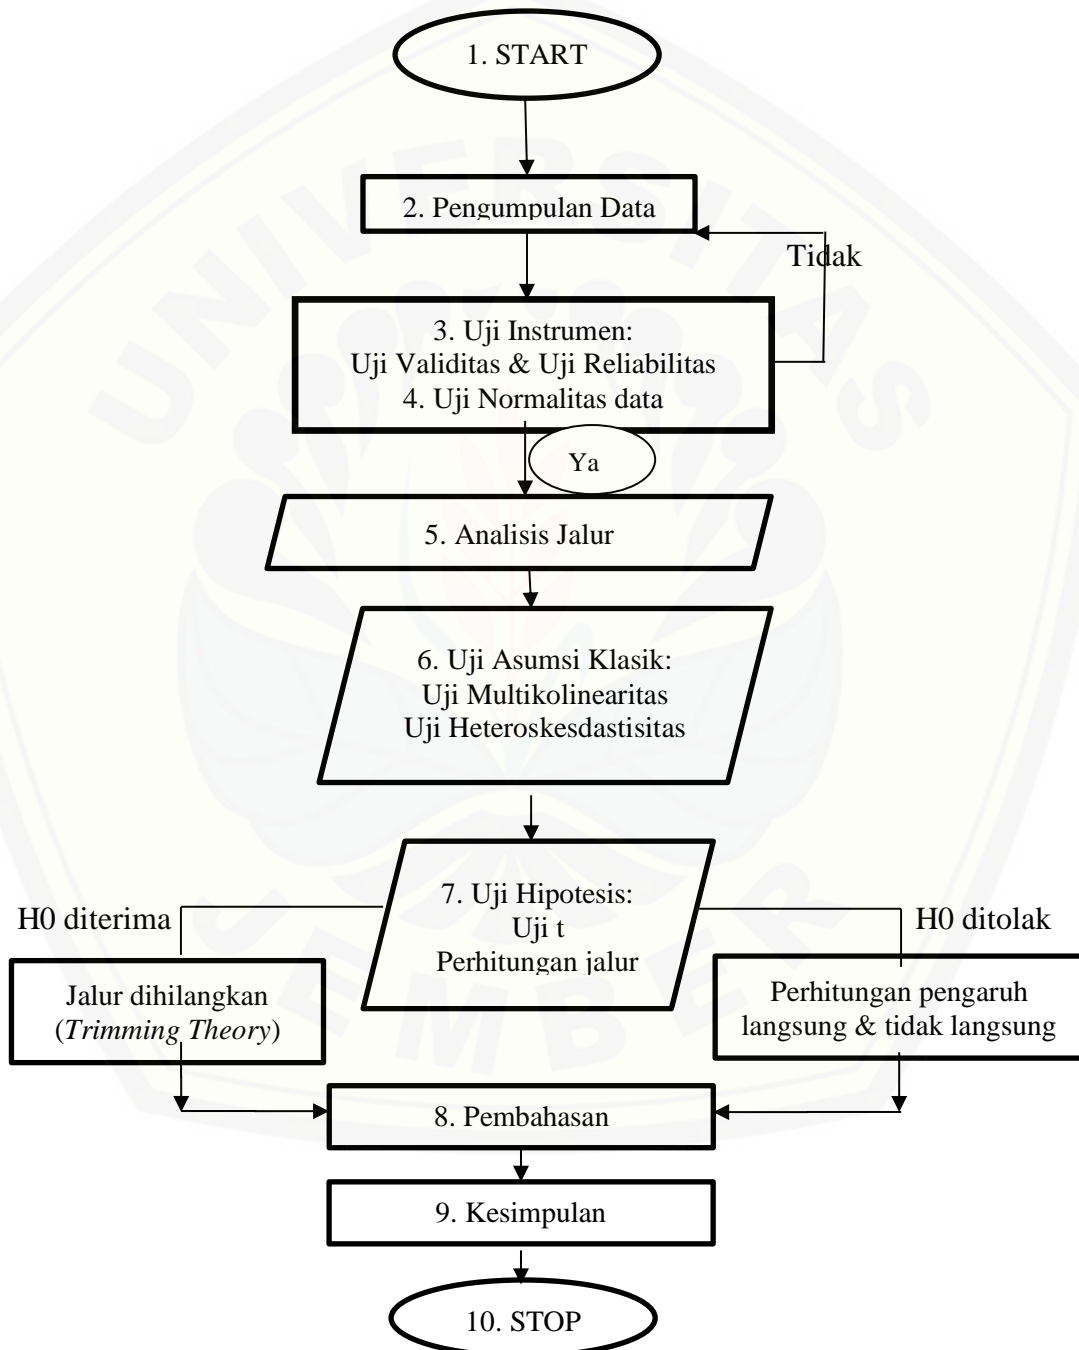 1. START
2. Pengumpulan Data
Tidak
3. Uji Instrumen:
Uji Validitas & Uji Reliabilitas
4. Uji Normalitas data
Ya
5. Analisis Jalur
6. Uji Asumsi Klasik:
Uji Multikolinearitas
Uji Heteroskesdastisitas
7. Uji Hipotesis:
Uji t
Perhitungan jalur
H0 diterima
H0 ditolak
Jalur dihilangkan
(Trimming Theory)
Perhitungan pengaruh
langsung & tidak langsung
8. Pembahasan
9. Kesimpulan
10. STOP
UNIVERSITAS
JEMBER